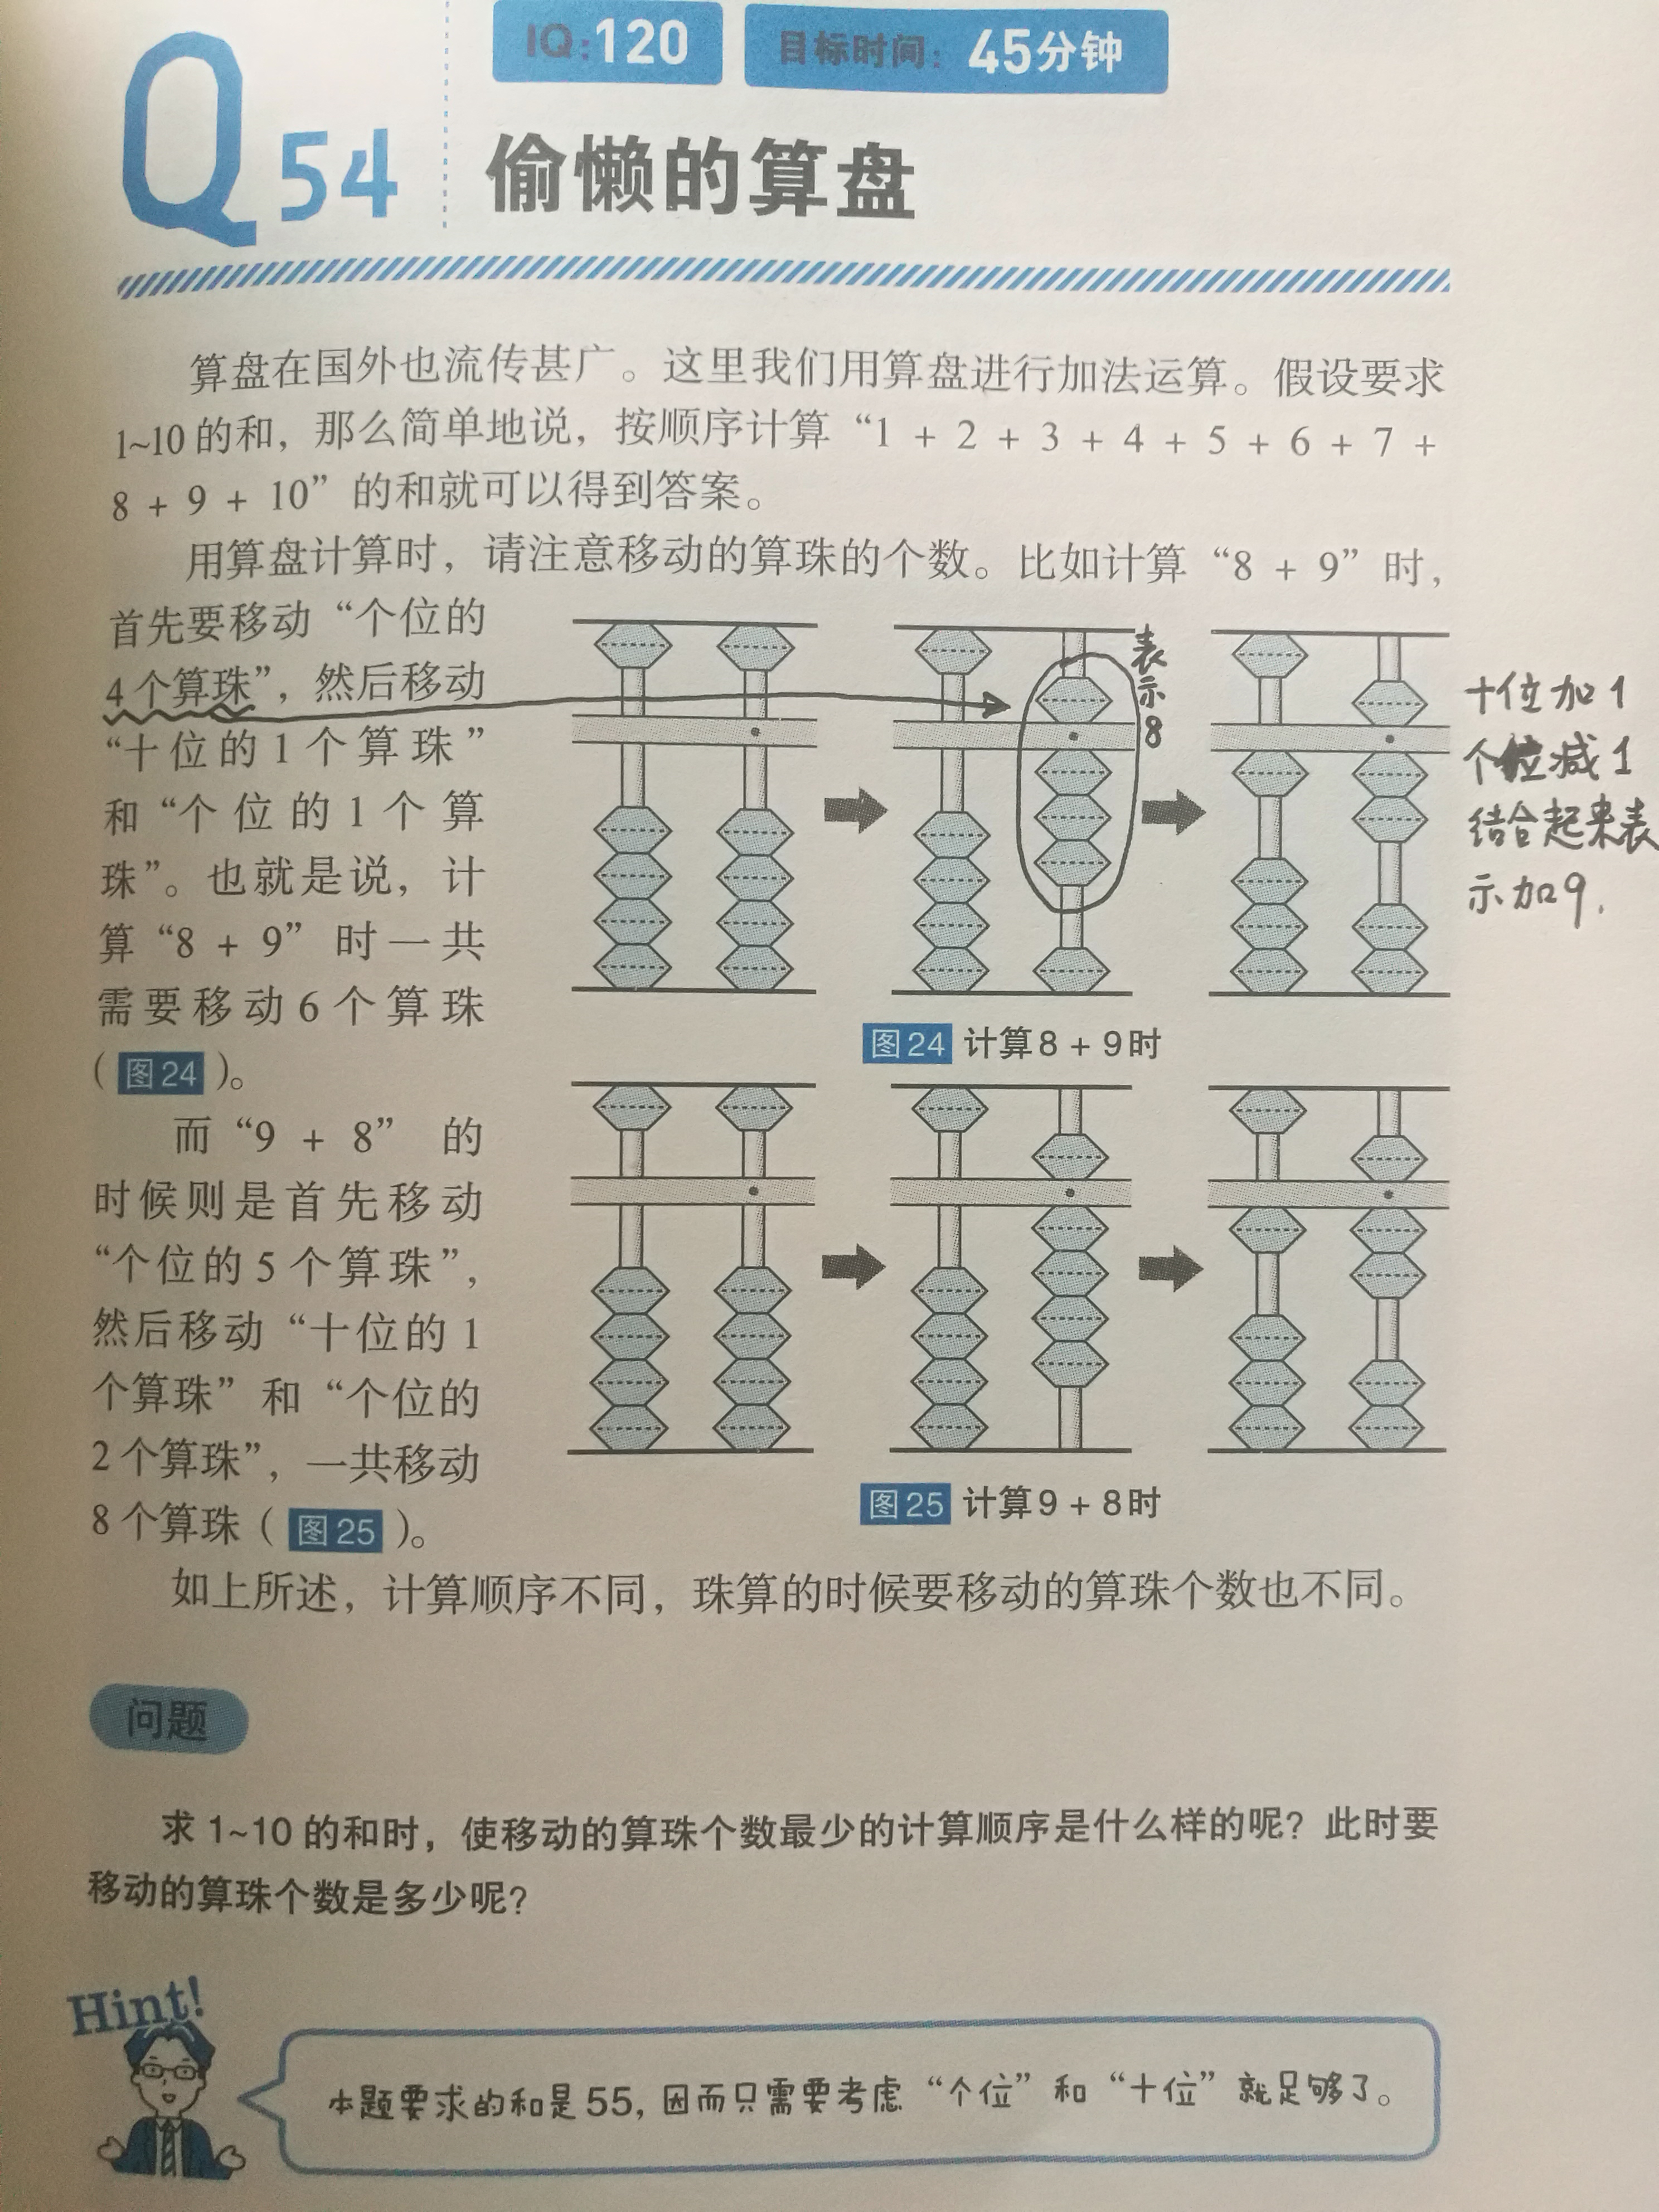 IQ:120 目标时间：45分钟
Q54 偷懒的算盘
算盘在国外也流传甚广。这里我们用算盘进行加法运算。假设要求
1~10的和，那么简单地说，按顺序计算“1 + 2 + 3 + 4 + 5 + 6 + 7 +
8 + 9 + 10”的和就可以得到答案。
用算盘计算时，请注意移动的算珠的个数。比如计算“8 + 9”时，
首先要移动“个位的
4个算珠”，然后移动
“十位的1个算珠”
和“个位的1个算
珠”。也就是说，计
算“8 + 9”时一共
需要移动6个算珠
（图24）。
表示8
十位加1
个位减1
结合起来表
示加9.
图24 计算8 + 9时
而“9 + 8”的
时候则是首先移动
“个位的5个算珠”，
然后移动“十位的1
个算珠”和“个位的
2个算珠”，一共移动
8个算珠（图25）。
图25 计算9 + 8时
如上所述，计算顺序不同，珠算的时候要移动的算珠个数也不同。
问题
求1~10的和时，使移动的算珠个数最少的计算顺序是什么样的呢？此时要
移动的算珠个数是多少呢？
Hint!
本题要求的和是55，因而只需要考虑“个位”和“十位”就足够了。